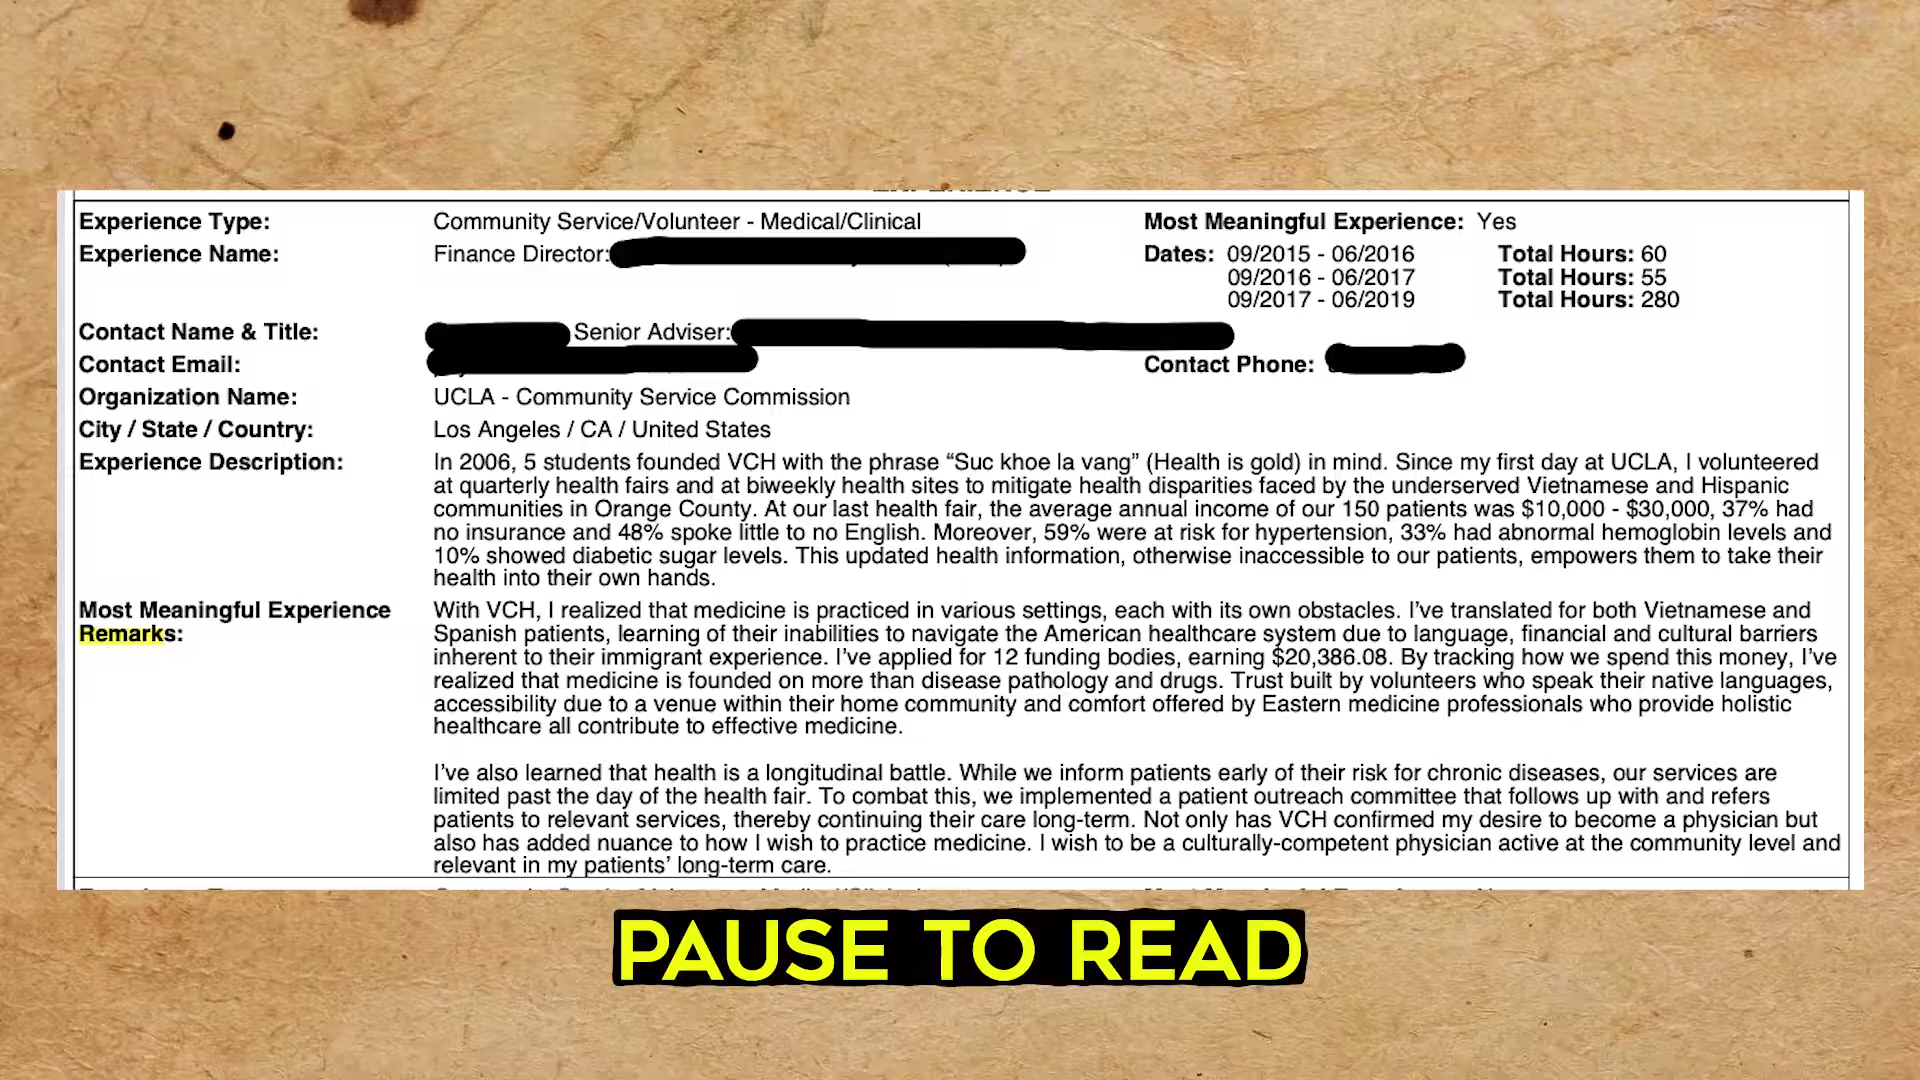 Experience Type: Community Service/Volunteer - Medical/Clinical Most Meaningful Experience: Yes
Experience Name: Finance Director: Dates: 09/2015 - 06/2016 Total Hours: 60
09/2016 - 06/2017 Total Hours: 55
09/2017 - 06/2019 Total Hours: 280
Contact Name & Title: Senior Adviser:
Contact Email: Contact Phone:
Organization Name: UCLA - Community Service Commission
City / State / Country: Los Angeles / CA / United States
Experience Description: In 2006, 5 students founded VCH with the phrase “Suc khoe la vang” (Health is gold) in mind. Since my first day at UCLA, I volunteered
at quarterly health fairs and at biweekly health sites to mitigate health disparities faced by the underserved Vietnamese and Hispanic
communities in Orange County. At our last health fair, the average annual income of our 150 patients was $10,000 - $30,000, 37% had
no insurance and 48% spoke little to no English. Moreover, 59% were at risk for hypertension, 33% had abnormal hemoglobin levels and
10% showed diabetic sugar levels. This updated health information, otherwise inaccessible to our patients, empowers them to take their
health into their own hands.
Most Meaningful Experience With VCH, I realized that medicine is practiced in various settings, each with its own obstacles. I’ve translated for both Vietnamese and
Remarks: Spanish patients, learning of their inabilities to navigate the American healthcare system due to language, financial and cultural barriers
inherent to their immigrant experience. I’ve applied for 12 funding bodies, earning $20,386.08. By tracking how we spend this money, I’ve
realized that medicine is founded on more than disease pathology and drugs. Trust built by volunteers who speak their native languages,
accessibility due to a venue within their home community and comfort offered by Eastern medicine professionals who provide holistic
healthcare all contribute to effective medicine.
I’ve also learned that health is a longitudinal battle. While we inform patients early of their risk for chronic diseases, our services are
limited past the day of the health fair. To combat this, we implemented a patient outreach committee that follows up with and refers
patients to relevant services, thereby continuing their care long-term. Not only has VCH confirmed my desire to become a physician but
also has added nuance to how I wish to practice medicine. I wish to be a culturally-competent physician active at the community level and
relevant in my patients’ long-term care.
PAUSE TO READ